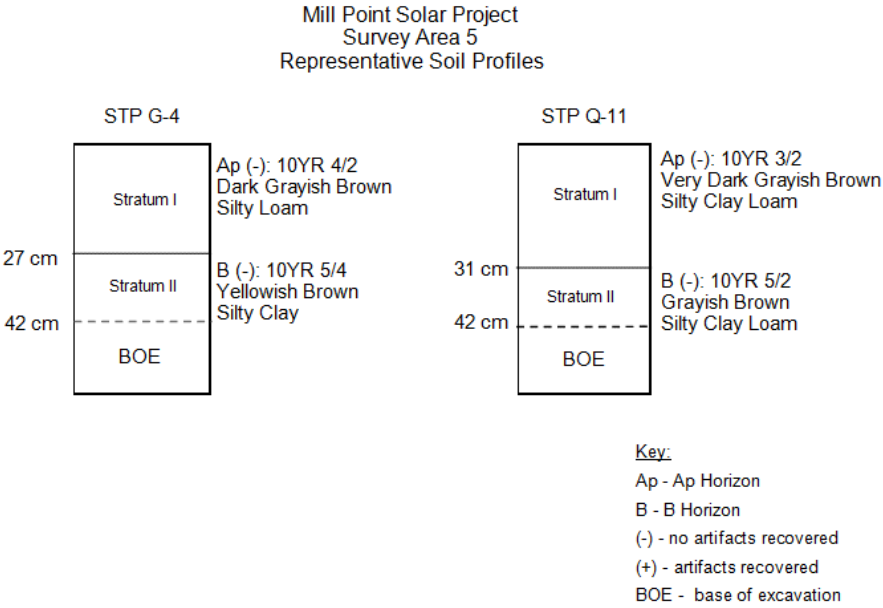 Mill Point Solar Project
Survey Area 5
Representative Soil Profiles
STP G-4
Stratum I
Ap (-): 10YR 4/2
Dark Grayish Brown
Silty Loam
27 cm
Stratum II
B (-): 10YR 5/4
Yellowish Brown
Silty Clay
42 cm
BOE
STP Q-11
Stratum I
Ap (-): 10YR 3/2
Very Dark Grayish Brown
Silty Clay Loam
31 cm
Stratum II
B (-): 10YR 5/2
Grayish Brown
Silty Clay Loam
42 cm
BOE
Key:
Ap - Ap Horizon
B - B Horizon
(-) - no artifacts recovered
(+) - artifacts recovered
BOE - base of excavation